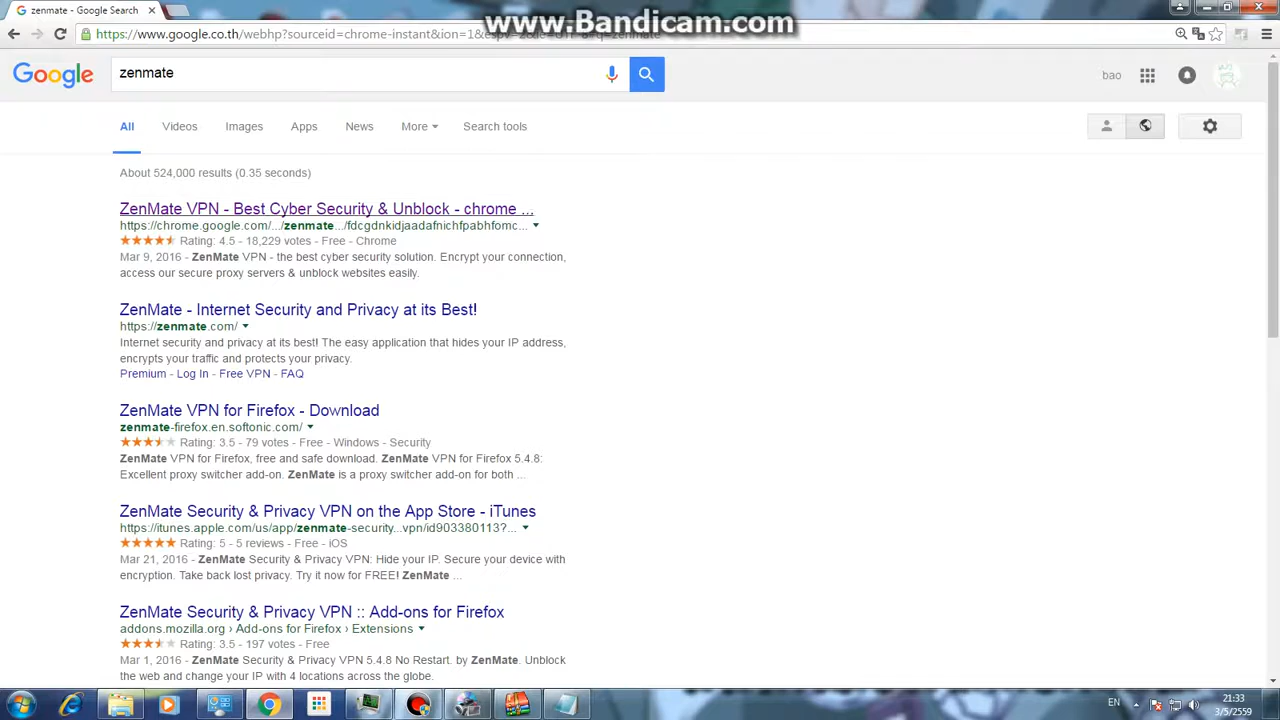 zenmate - Google Search
www.Bandicam.com
https://www.google.co.th/webhp?sourceid=chrome-instant&ion=1&espv
Google
zenmate
bao
All
Videos
Images
Apps
News
More
Search tools
About 524,000 results (0.35 seconds)
ZenMate VPN - Best Cyber Security & Unblock - chrome ...
https://chrome.google.com/.../zenmate.../fdcgdnkidjaadafnichfpabhfomc...
Rating: 4.5 - 18,229 votes - Free - Chrome
Mar 9, 2016 - ZenMate VPN - the best cyber security solution. Encrypt your connection,
access our secure proxy servers & unblock websites easily.
ZenMate - Internet Security and Privacy at its Best!
https://zenmate.com/
Internet security and privacy at its best! The easy application that hides your IP address,
encrypts your traffic and protects your privacy.
Premium - Log In - Free VPN - FAQ
ZenMate VPN for Firefox - Download
zenmate-firefox.en.softonic.com/
Rating: 3.5 - 79 votes - Free - Windows - Security
ZenMate VPN for Firefox, free and safe download. ZenMate VPN for Firefox 5.4.8:
Excellent proxy switcher add-on. ZenMate is a proxy switcher add-on for both ...
ZenMate Security & Privacy VPN on the App Store - iTunes
https://itunes.apple.com/us/app/zenmate-security...vpn/id903380113?...
Rating: 5 - 5 reviews - Free - iOS
Mar 21, 2016 - ZenMate Security & Privacy VPN: Hide your IP. Secure your device with
encryption. Take back lost privacy. Try it now for FREE! ZenMate ...
ZenMate Security & Privacy VPN :: Add-ons for Firefox
addons.mozilla.org › Add-ons for Firefox › Extensions
Rating: 3.5 - 197 votes - Free
Mar 1, 2016 - ZenMate Security & Privacy VPN 5.4.8 No Restart. by ZenMate. Unblock
the web and change your IP with 4 locations across the globe.
EN
21:33
3/5/2559